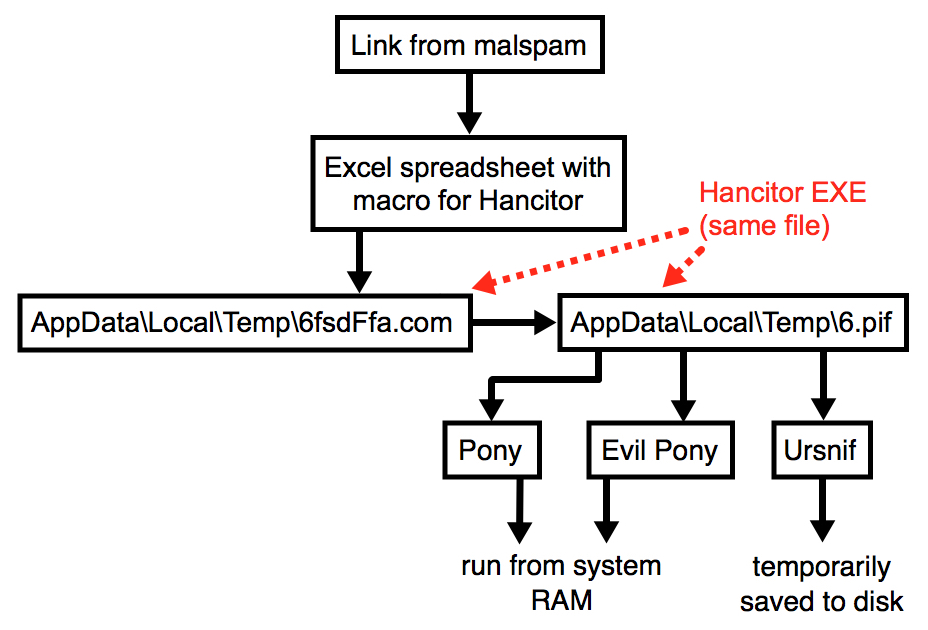 Link from malspam
Excel spreadsheet with
macro for Hancitor
Hancitor EXE
(same file)
AppData\Local\Temp\6fsdFfa.com
AppData\Local\Temp\6.pif
Pony
Evil Pony
Ursnif
run from system
RAM
temporarily
saved to disk